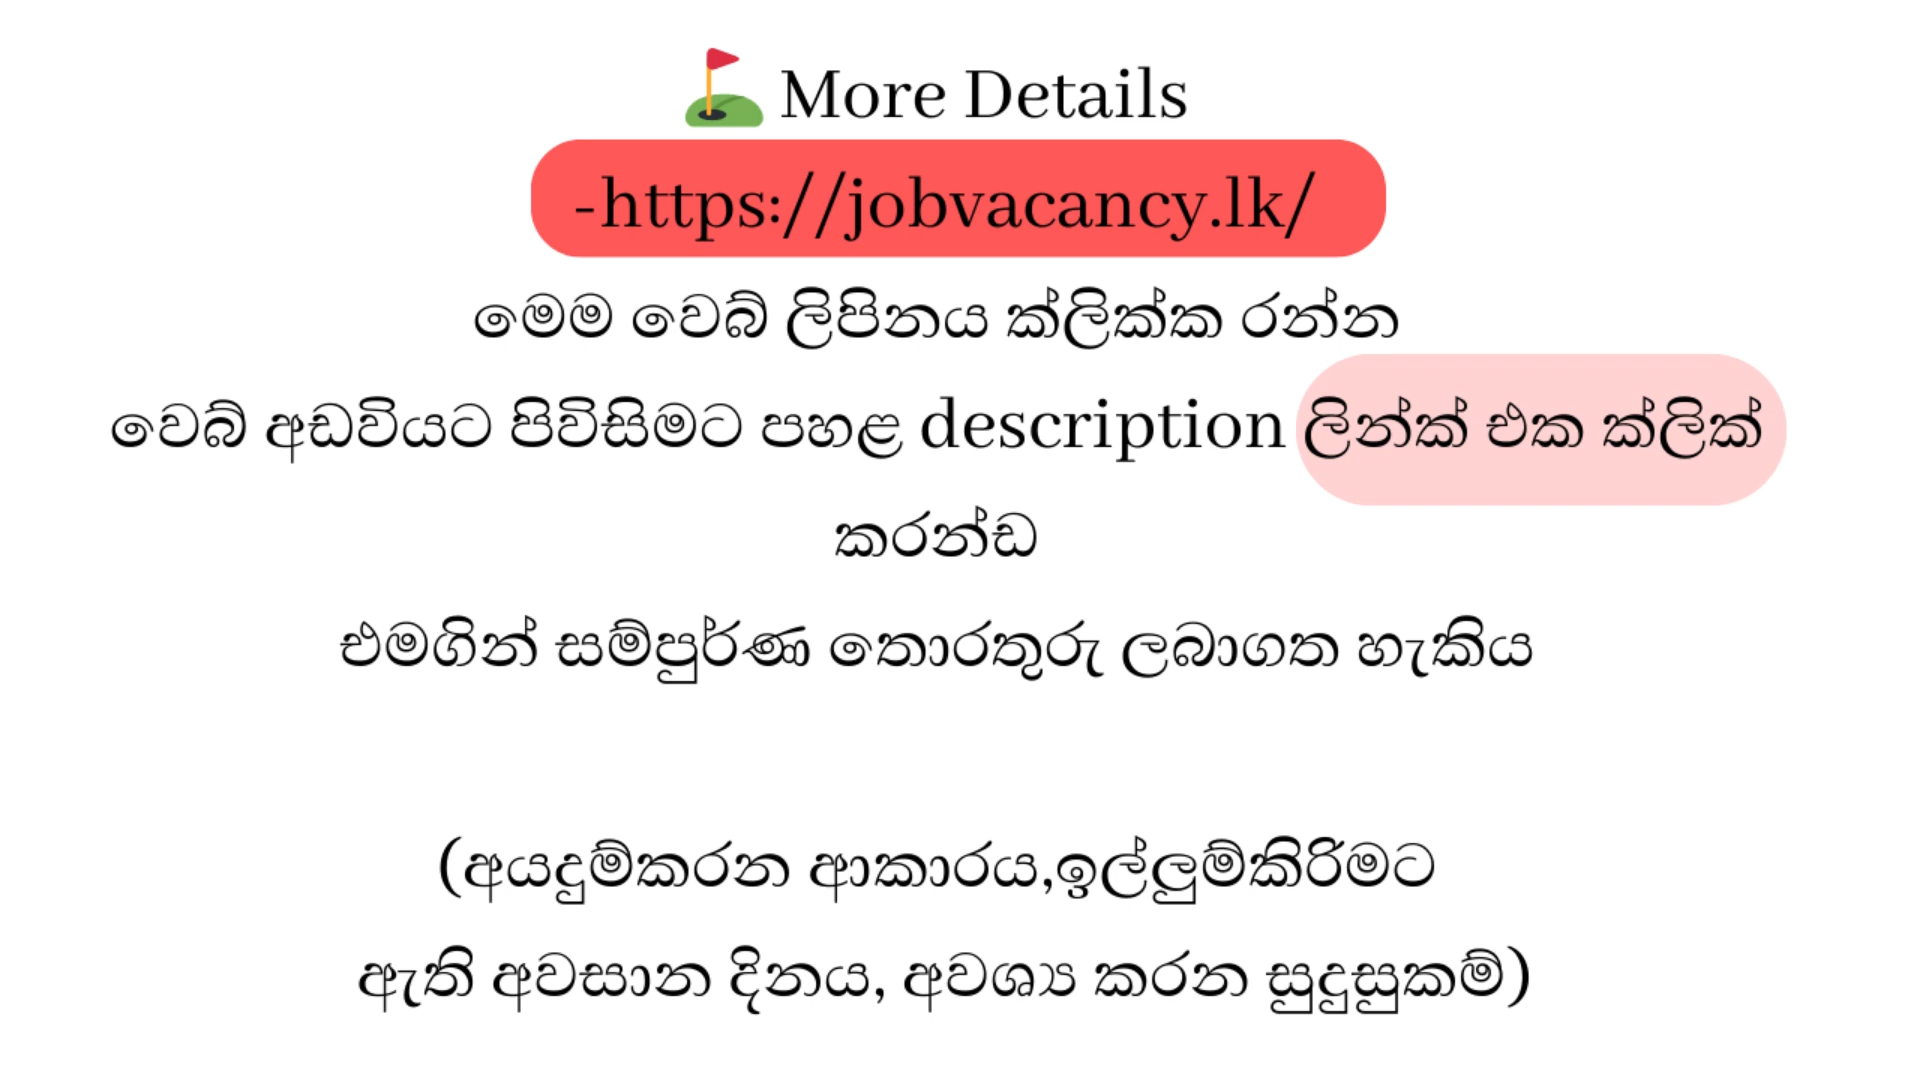 ⛳ More Details
-https://jobvacancy.lk/
මෙම වෙබ් ලිපිනය ක්ලික්ක රන්න
වෙබ් අඩවියට පිවිසිමට පහළ description ලින්ක් එක ක්ලික්
කරන්ඩ
එමගින් සම්පුර්ණ තොරතුරු ලබාගත හැකිය
(අයදුම්කරන ආකාරය,ඉල්ලුම්කිරිමට
ඇති අවසාන දිනය, අවශ්‍ය කරන සුදුසුකම්)